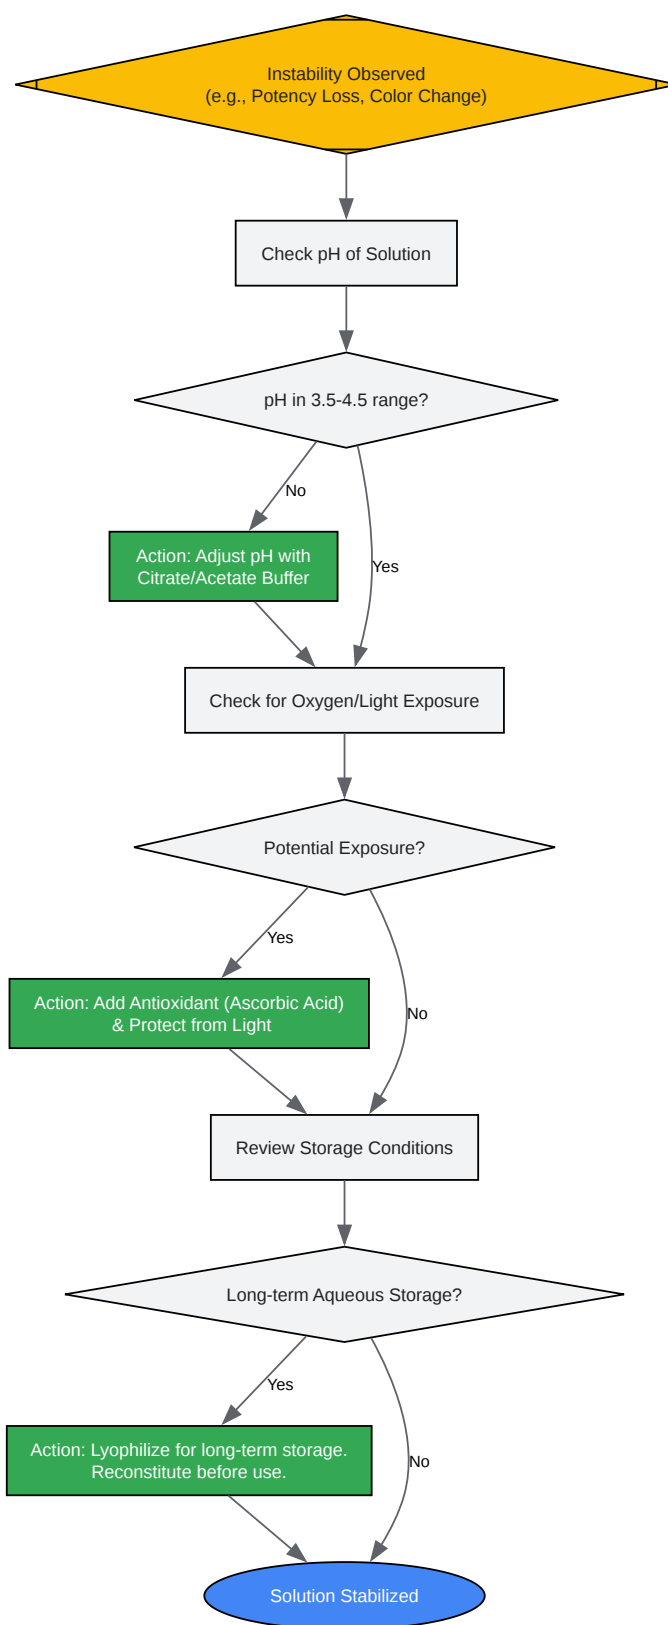 Instability Observed
(e.g., Potency Loss, Color Change)
Check pH of Solution
pH in 3.5-4.5 range?
No
Action: Adjust pH with
Citrate/Acetate Buffer
Yes
Check for Oxygen/Light Exposure
Potential Exposure?
Yes
Action: Add Antioxidant (Ascorbic Acid)
& Protect from Light
No
Review Storage Conditions
Long-term Aqueous Storage?
Yes
Action: Lyophilize for long-term storage.
Reconstitute before use.
No
Solution Stabilized